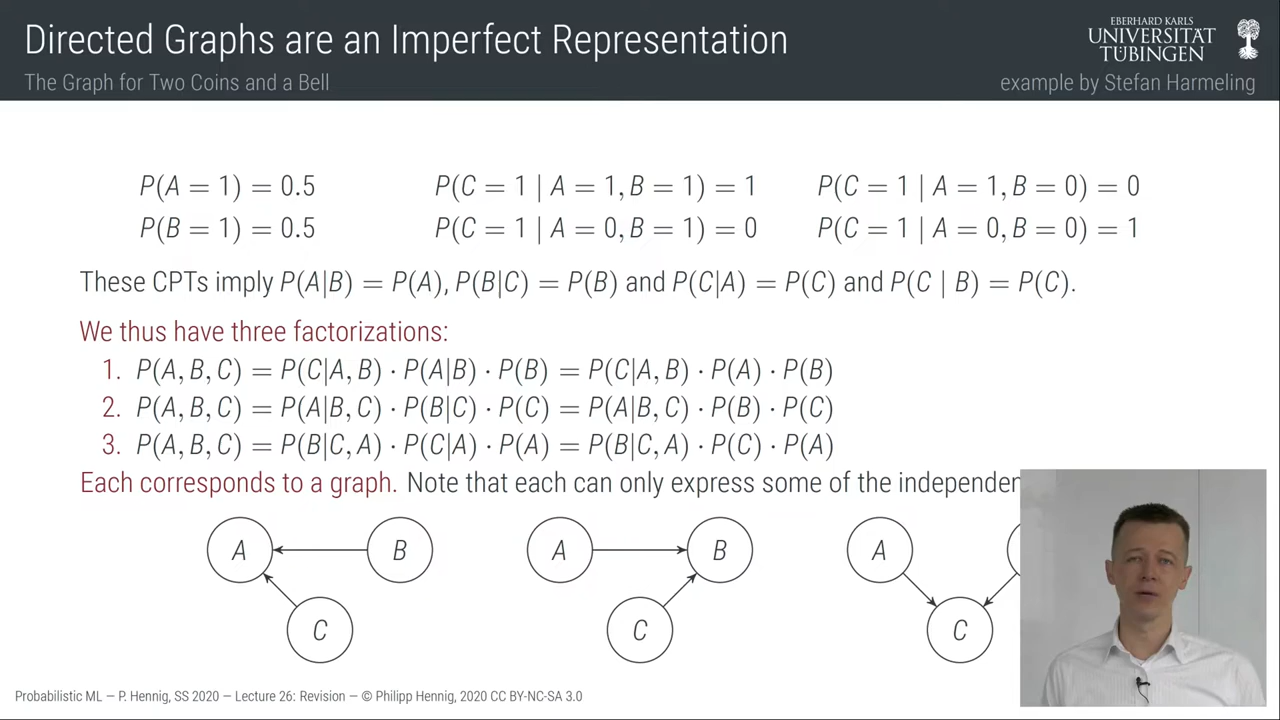 Directed Graphs are an Imperfect Representation
The Graph for Two Coins and a Bell
EBERHARD KARLS
UNIVERSITÄT
TÜBINGEN
example by Stefan Harmeling
P(A = 1) = 0.5 P(C = 1 | A = 1, B = 1) = 1 P(C = 1 | A = 1, B = 0) = 0
P(B = 1) = 0.5 P(C = 1 | A = 0, B = 1) = 0 P(C = 1 | A = 0, B = 0) = 1
These CPTs imply P(A|B) = P(A), P(B|C) = P(B) and P(C|A) = P(C) and P(C | B) = P(C).
We thus have three factorizations:
1. P(A, B, C) = P(C|A, B) · P(A|B) · P(B) = P(C|A, B) · P(A) · P(B)
2. P(A, B, C) = P(A|B, C) · P(B|C) · P(C) = P(A|B, C) · P(B) · P(C)
3. P(A, B, C) = P(B|C, A) · P(C|A) · P(A) = P(B|C, A) · P(C) · P(A)
Each corresponds to a graph. Note that each can only express some of the independen
A B A B A
C C C
Probabilistic ML — P. Hennig, SS 2020 — Lecture 26: Revision — © Philipp Hennig, 2020 CC BY-NC-SA 3.0